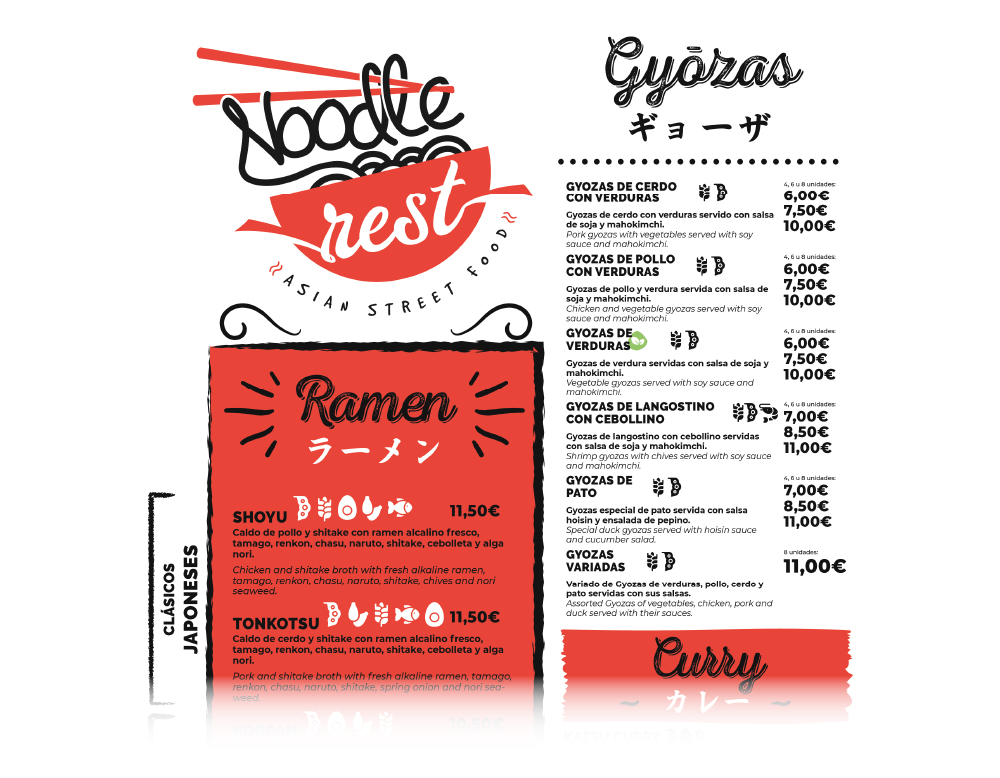 Noodle
rest
ASIAN STREET FOOD
Ramen
ラーメン
CLÁSICOS
JAPONESES
SHOYU 11,50€
Caldo de pollo y shitake con ramen alcalino fresco,
tamago, renkon, chasu, naruto, shitake, cebolleta y alga
nori.
Chicken and shitake broth with fresh alkaline ramen,
tamago, renkon, chasu, naruto, shitake, chives and nori
seaweed.
TONKOTSU 11,50€
Caldo de cerdo y shitake con ramen alcalino fresco,
tamago, renkon, chasu, naruto, shitake, cebolleta y alga
nori.
Pork and shitake broth with fresh alkaline ramen, tamago,
renkon, chasu, naruto, shitake, spring onion and nori sea-
weed.
10,50€
Gyōzas
ギョーザ
GYOZAS DE CERDO
CON VERDURAS
4, 6 u 8 unidades:
6,00€
7,50€
10,00€
Gyozas de cerdo con verduras servido con salsa
de soja y mahokimchi.
Pork gyozas with vegetables served with soy
sauce and mahokimchi.
GYOZAS DE POLLO
CON VERDURAS
4, 6 u 8 unidades:
6,00€
7,50€
10,00€
Gyozas de pollo y verdura servida con salsa de
soja y mahokimchi.
Chicken and vegetable gyozas served with soy
sauce and mahokimchi.
GYOZAS DE
VERDURAS
4, 6 u 8 unidades:
6,00€
7,50€
10,00€
Gyozas de verdura servidas con salsa de soja y
mahokimchi.
Vegetable gyozas served with soy sauce and
mahokimchi.
GYOZAS DE LANGOSTINO
CON CEBOLLINO
4, 6 u 8 unidades:
7,00€
8,50€
11,00€
Gyozas de langostino con cebollino servidas
con salsa de soja y mahokimchi.
Shrimp gyozas with chives served with soy sauce
and mahokimchi.
GYOZAS DE
PATO
4, 6 u 8 unidades:
7,00€
8,50€
11,00€
Gyozas especial de pato servida con salsa
hoisin y ensalada de pepino.
Special duck gyozas served with hoisin sauce
and cucumber salad.
GYOZAS
VARIADAS
8 unidades:
11,00€
Variado de Gyozas de verduras, pollo, cerdo y
pato servidas con sus salsas.
Assorted Gyozas of vegetables, chicken, pork and
duck served with their sauces.
Curry
カレー